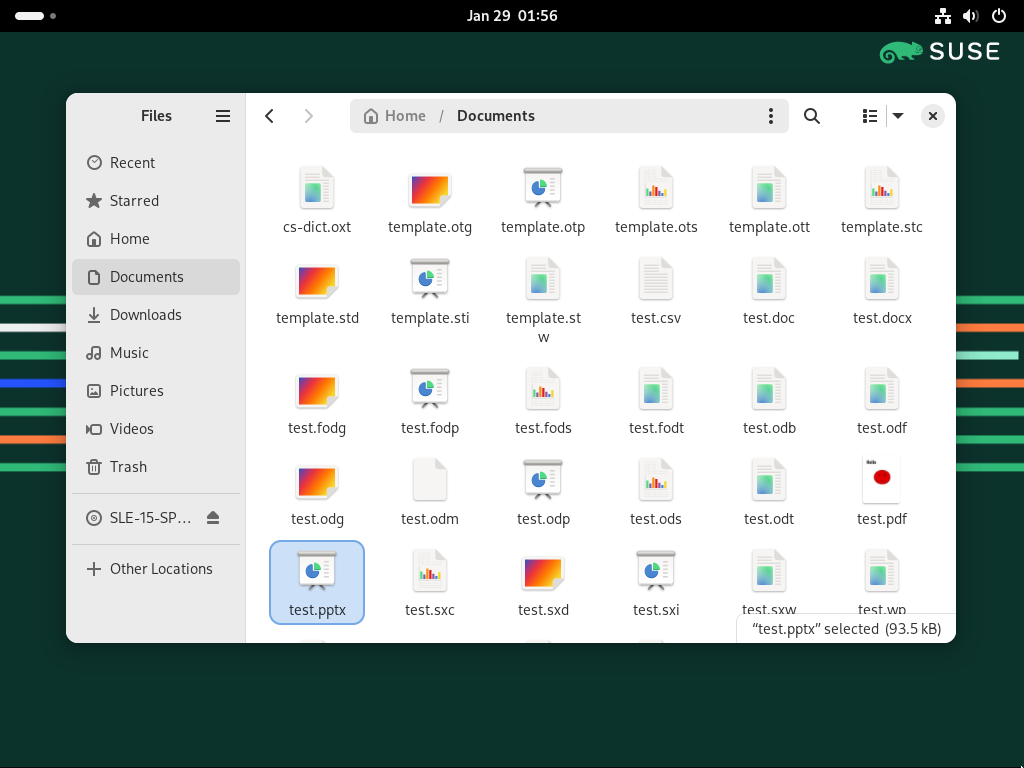 Jan 29 01:56
SUSE
Files
Home / Documents
Recent
Starred
Home
Documents
Downloads
Music
Pictures
Videos
Trash
SLE-15-SP…
Other Locations
cs-dict.oxt
template.otg
template.otp
template.ots
template.ott
template.stc
template.std
template.sti
template.st
w
test.csv
test.doc
test.docx
test.fodg
test.fodp
test.fods
test.fodt
test.odb
test.odf
test.odg
test.odm
test.odp
test.ods
test.odt
Hello
test.pdf
test.pptx
test.sxc
test.sxd
test.sxi
test.sxw
test.wp
“test.pptx” selected (93.5 kB)